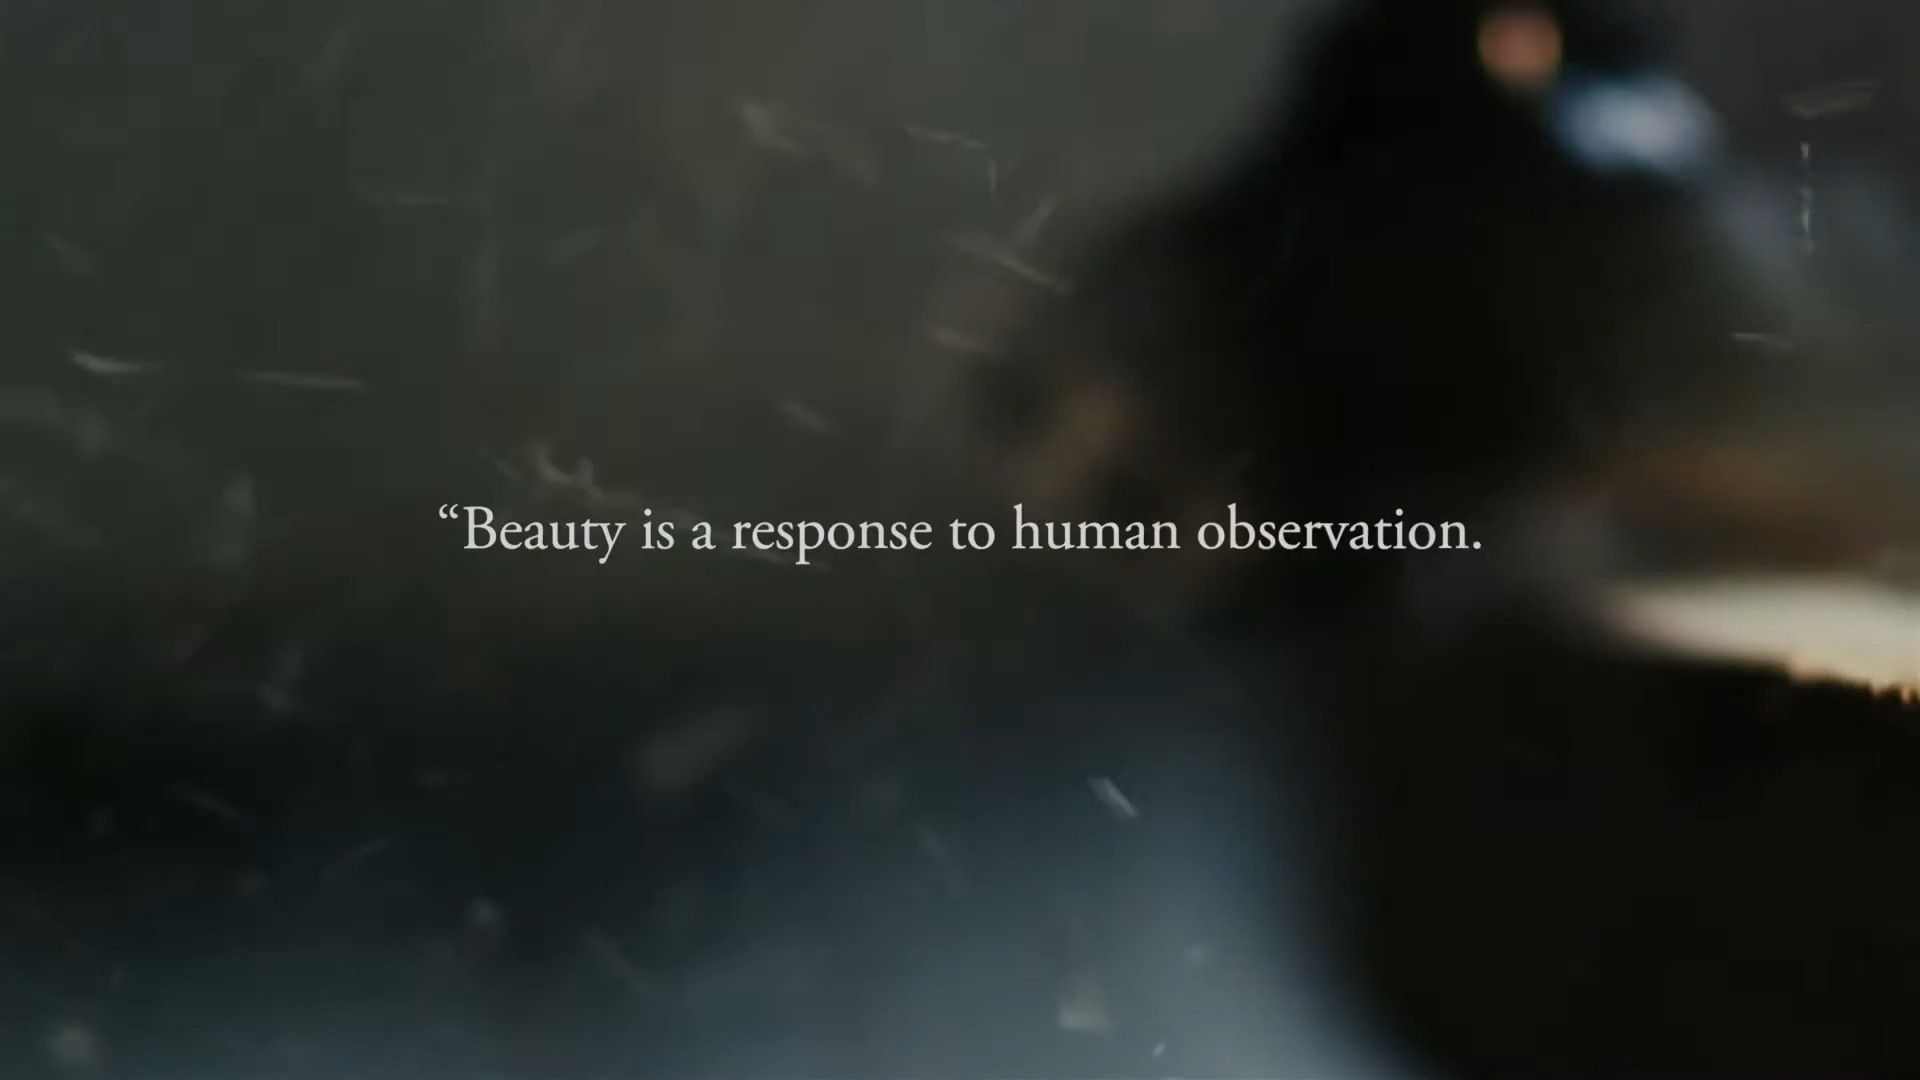 “Beauty is a response to human observation.